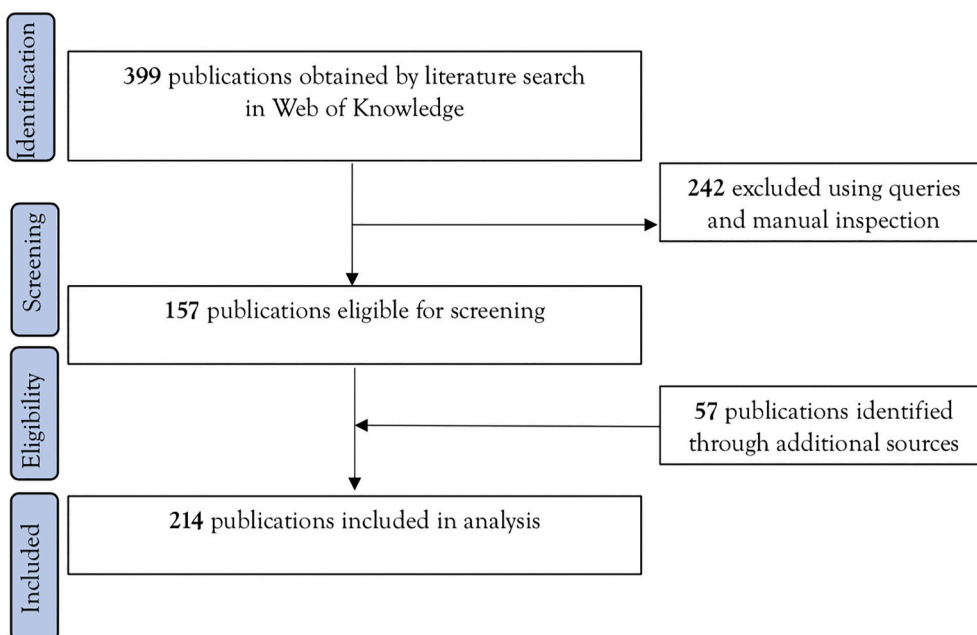 Identification
399 publications obtained by literature search
in Web of Knowledge
242 excluded using queries
and manual inspection
Screening
157 publications eligible for screening
Eligibility
57 publications identified
through additional sources
Included
214 publications included in analysis